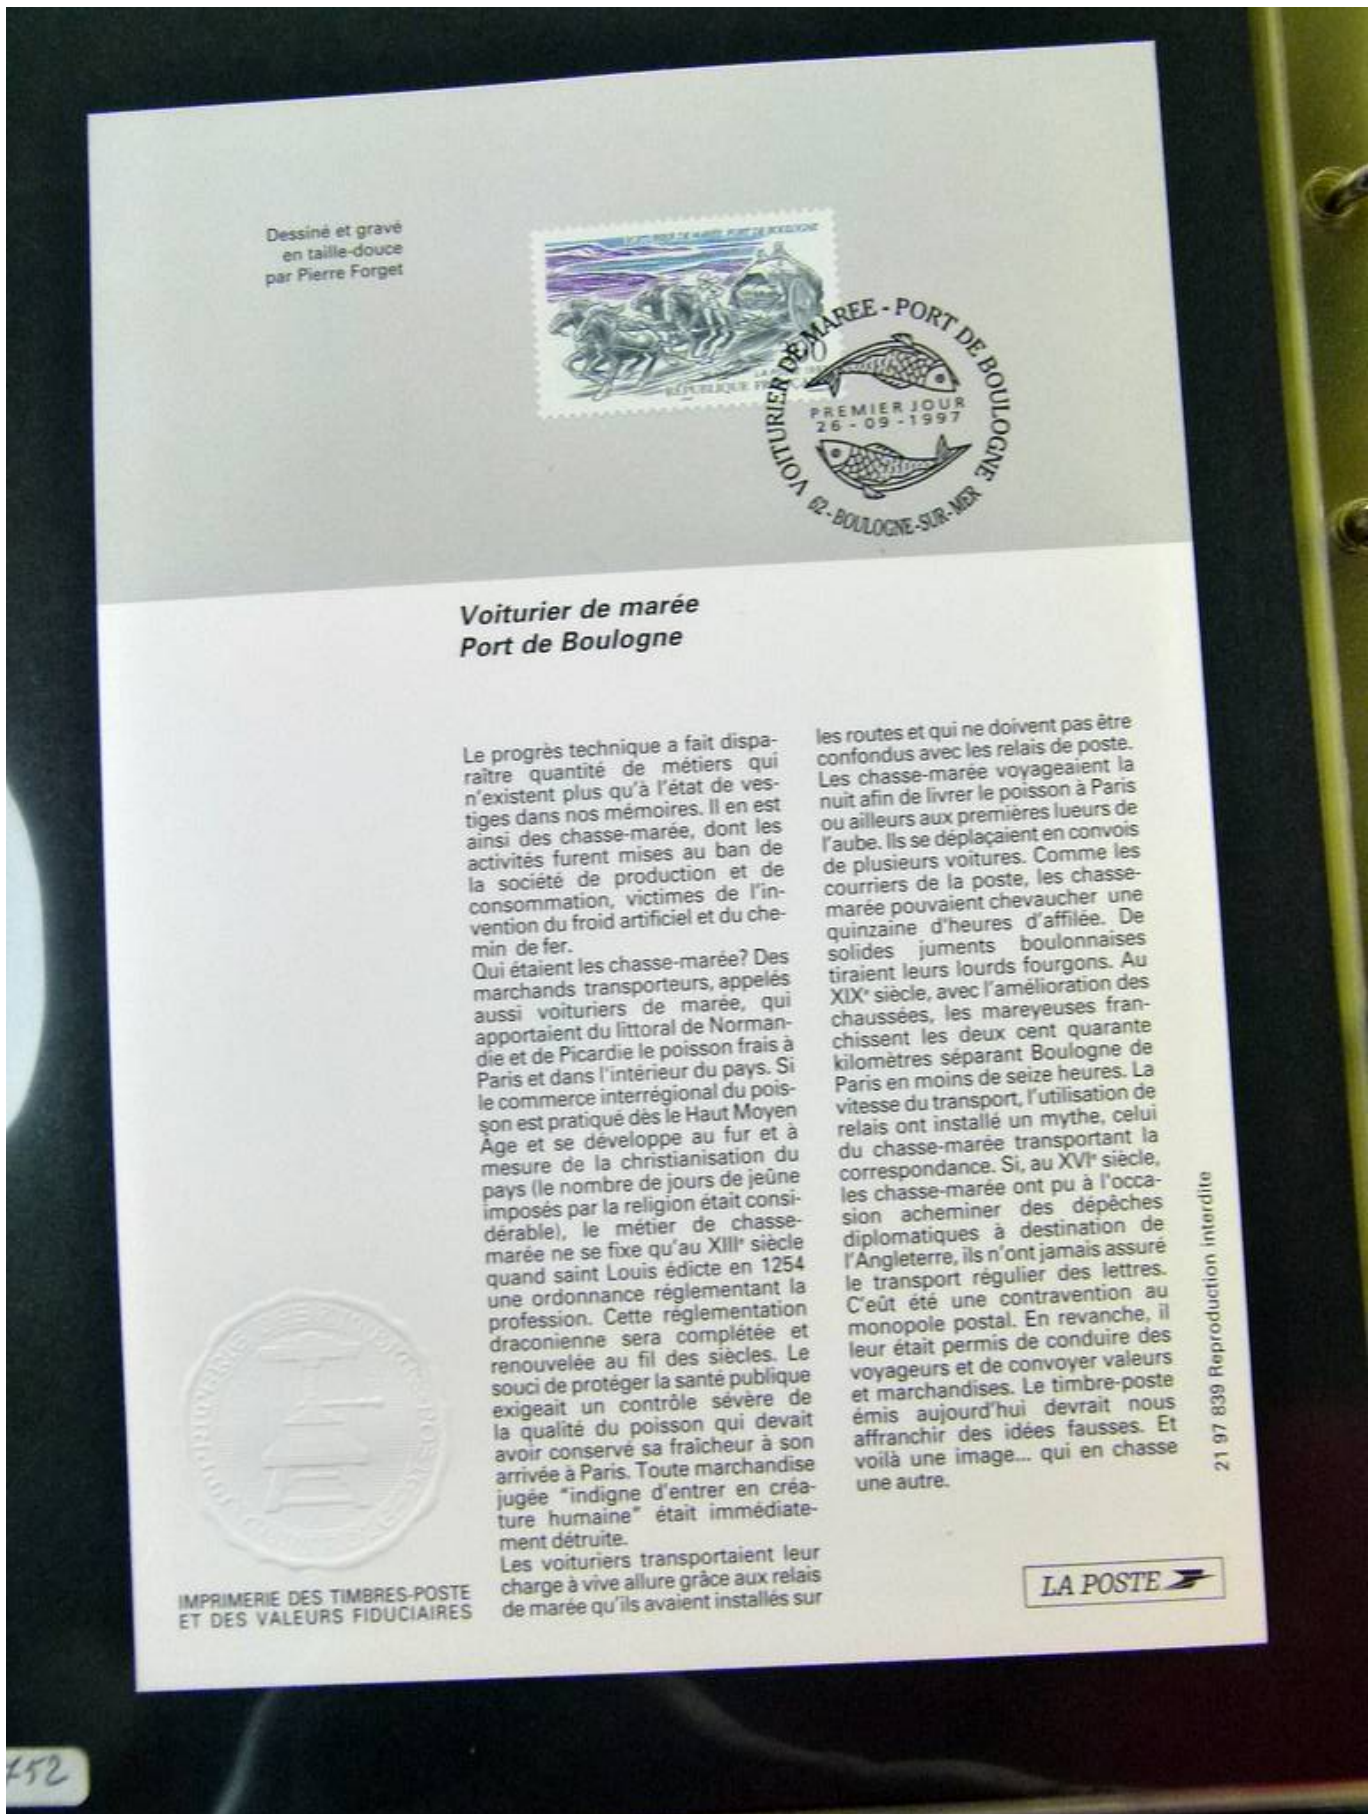 Dessiné et gravé
en taille-douce
par Pierre Forget
VOITURIER DE MARÉE, PORT DE BOULOGNE
RÉPUBLIQUE
VOITURIER DE MAREE - PORT DE BOULOGNE
PREMIER JOUR
26 - 09 - 1997
62 - BOULOGNE-SUR-MER
Voiturier de marée
Port de Boulogne
Le progrès technique a fait dispa-
raître quantité de métiers qui
n'existent plus qu'à l'état de ves-
tiges dans nos mémoires. Il en est
ainsi des chasse-marée, dont les
activités furent mises au ban de
la société de production et de
consommation, victimes de l'in-
vention du froid artificiel et du che-
min de fer.
Qui étaient les chasse-marée? Des
marchands transporteurs, appelés
aussi voituriers de marée, qui
apportaient du littoral de Norman-
die et de Picardie le poisson frais à
Paris et dans l'intérieur du pays. Si
le commerce interrégional du pois-
son est pratiqué dès le Haut Moyen
Âge et se développe au fur et à
mesure de la christianisation du
pays (le nombre de jours de jeûne
imposés par la religion était consi-
dérable), le métier de chasse-
marée ne se fixe qu'au XIIIe siècle
quand saint Louis édicte en 1254
une ordonnance réglementant la
profession. Cette réglementation
draconienne sera complétée et
renouvelée au fil des siècles. Le
souci de protéger la santé publique
exigeait un contrôle sévère de
la qualité du poisson qui devait
avoir conservé sa fraîcheur à son
arrivée à Paris. Toute marchandise
jugée "indigne d'entrer en créa-
ture humaine" était immédiate-
ment détruite.
Les voituriers transportaient leur
charge à vive allure grâce aux relais
de marée qu'ils avaient installés sur
les routes et qui ne doivent pas être
confondus avec les relais de poste.
Les chasse-marée voyageaient la
nuit afin de livrer le poisson à Paris
ou ailleurs aux premières lueurs de
l'aube. Ils se déplaçaient en convois
de plusieurs voitures. Comme les
courriers de la poste, les chasse-
marée pouvaient chevaucher une
quinzaine d'heures d'affilée. De
solides juments boulonnaises
tiraient leurs lourds fourgons. Au
XIXe siècle, avec l'amélioration des
chaussées, les mareyeuses fran-
chissent les deux cent quarante
kilomètres séparant Boulogne de
Paris en moins de seize heures. La
vitesse du transport, l'utilisation de
relais ont installé un mythe, celui
du chasse-marée transportant la
correspondance. Si, au XVIe siècle,
les chasse-marée ont pu à l'occa-
sion acheminer des dépêches
diplomatiques à destination de
l'Angleterre, ils n'ont jamais assuré
le transport régulier des lettres.
C'eût été une contravention au
monopole postal. En revanche, il
leur était permis de conduire des
voyageurs et de convoyer valeurs
et marchandises. Le timbre-poste
émis aujourd'hui devrait nous
affranchir des idées fausses. Et
voilà une image... qui en chasse
une autre.
21 97 839 Reproduction interdite
IMPRIMERIE DES TIMBRES-POSTE
ET DES VALEURS FIDUCIAIRES
LA POSTE
752